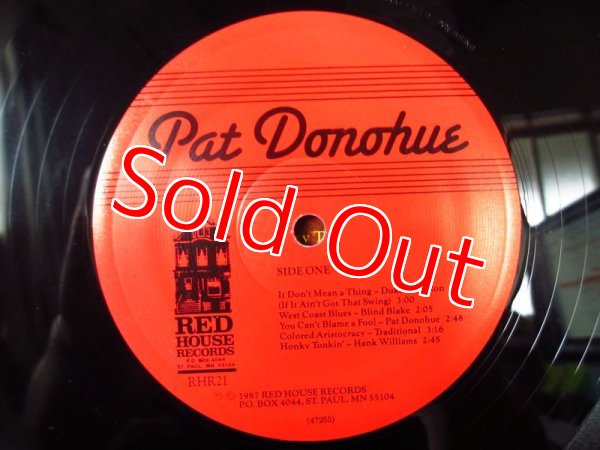 Pat Donohue
Sold Out
SIDE ONE
It Don't Mean a Thing –
(If It Ain't Got That Swing) 3:00
West Coast Blues – Blind Blake 2:05
You Can't Blame a Fool – Pat Donohue 2:48
Colored Aristocracy – Traditional 3:16
Honky Tonkin' – Hank Williams 2:45
RED
HOUSE
RECORDS
P.O. BOX 4044
ST. PAUL, MN 55104
RHR21
℗ © 1987 RED HOUSE RECORDS
P.O. BOX 4044, ST. PAUL, MN 55104
(47255)